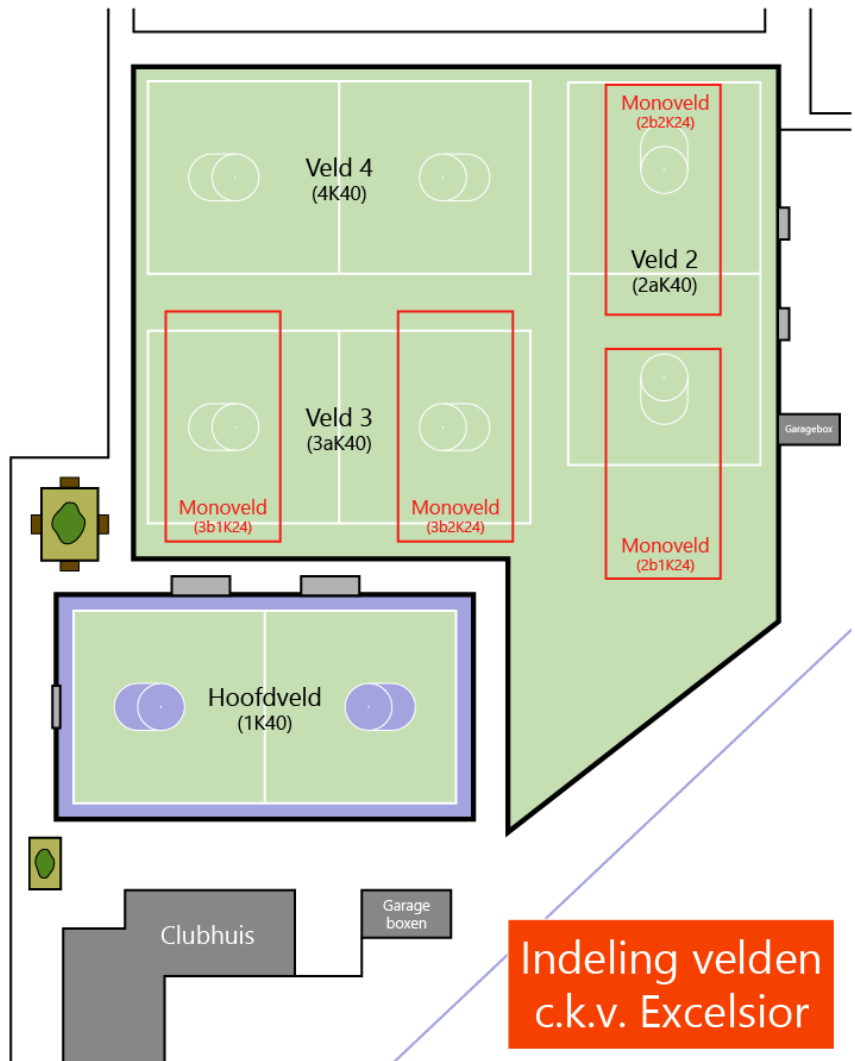 Monoveld
(2b2K24)
Veld 4
(4K40)
Veld 2
(2aK40)
Veld 3
(3aK40)
Garagebox
Monoveld
(3b1K24)
Monoveld
(3b2K24)
Monoveld
(2b1K24)
Hoofdveld
(1K40)
Clubhuis
Garage
boxen
Indeling velden
c.k.v. Excelsior